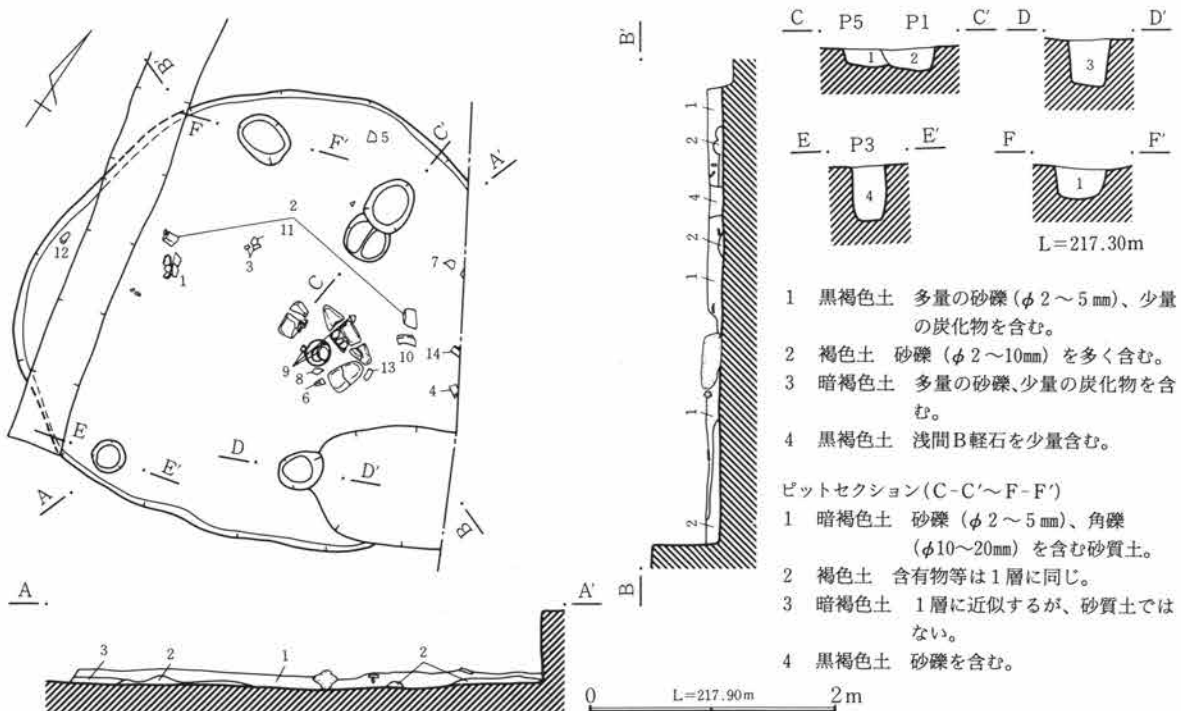 C P5 P1 C′ D D′
1 2
3
E P3 E′ F F′
4
1
L=217.30m
B′
F
F′
5
C′
A′
2
12
1
11
3
7
C
10
14
9
8
13
6
4
E
E′
D
D′
A
B
B′
1
2
4
2
1
1
2
B
1 黒褐色土 多量の砂礫(φ2～5㎜)、少量
の炭化物を含む。
2 褐色土 砂礫(φ2～10㎜)を多く含む。
3 暗褐色土 多量の砂礫、少量の炭化物を含
む。
4 黒褐色土 浅間B軽石を少量含む。
ピットセクション(C-C′～F-F′)
1 暗褐色土 砂礫(φ2～5㎜)、角礫
(φ10～20㎜)を含む砂質土。
2 褐色土 含有物等は1層に同じ。
3 暗褐色土 1層に近似するが、砂質土では
ない。
4 黒褐色土 砂礫を含む。
A A′
3 2 1 2
0 L=217.90m 2m